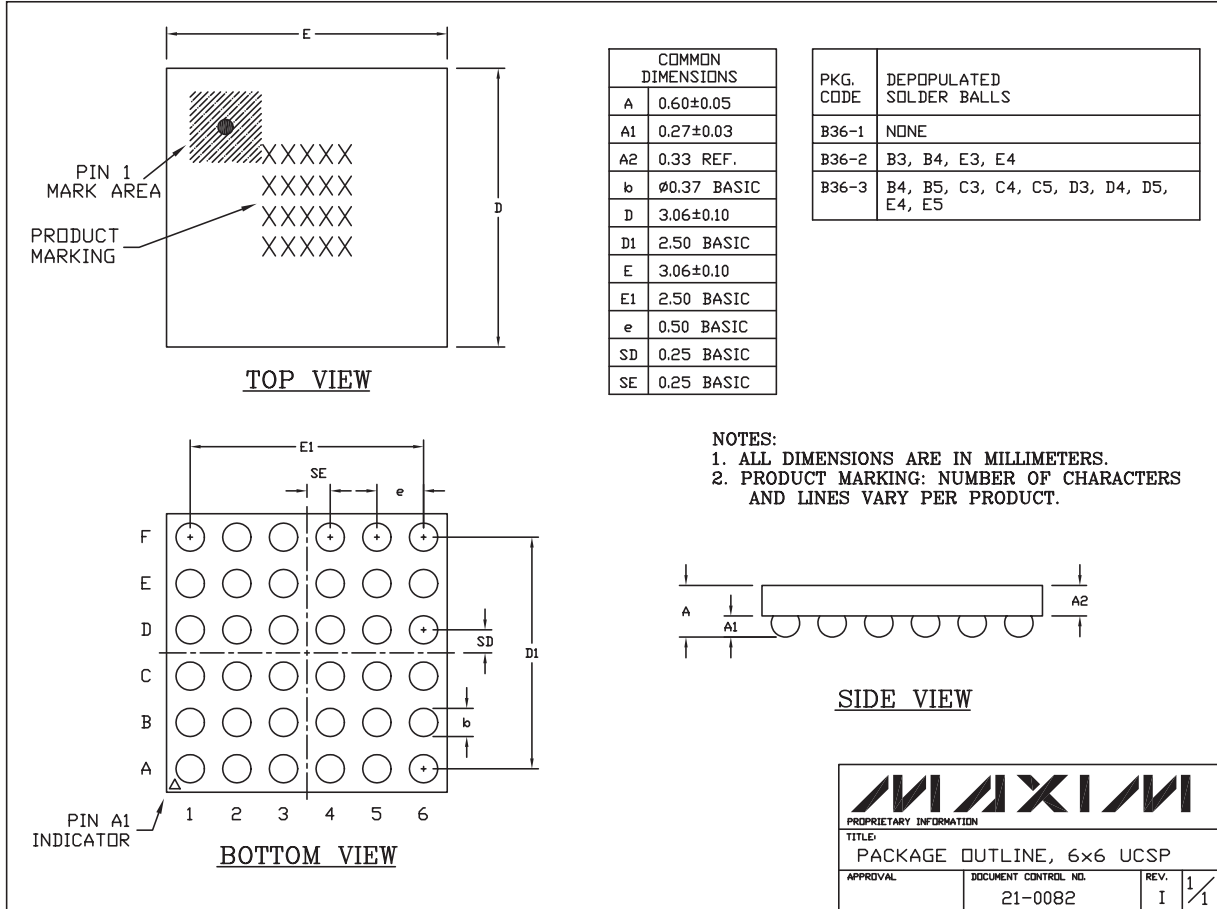 E
D
PIN 1
MARK AREA
XXXXX
XXXXX
XXXXX
XXXXX
PRODUCT
MARKING
TOP VIEW
COMMON
DIMENSIONS
A 0.60±0.05
A1 0.27±0.03
A2 0.33 REF.
b Ø0.37 BASIC
D 3.06±0.10
D1 2.50 BASIC
E 3.06±0.10
E1 2.50 BASIC
e 0.50 BASIC
SD 0.25 BASIC
SE 0.25 BASIC
PKG. CODE DEPOPULATED SOLDER BALLS
B36-1 NONE
B36-2 B3, B4, E3, E4
B36-3 B4, B5, C3, C4, C5, D3, D4, D5,
E4, E5
NOTES:
1. ALL DIMENSIONS ARE IN MILLIMETERS.
2. PRODUCT MARKING: NUMBER OF CHARACTERS
AND LINES VARY PER PRODUCT.
E1
SE
e
F
E
D
C
B
A
SD
D1
b
1 2 3 4 5 6
PIN A1
INDICATOR
BOTTOM VIEW
A
A1
A2
SIDE VIEW
MAXIM
PROPRIETARY INFORMATION
TITLE:
PACKAGE OUTLINE, 6x6 UCSP
APPROVAL DOCUMENT CONTROL NO. REV.
21-0082 I 1/1